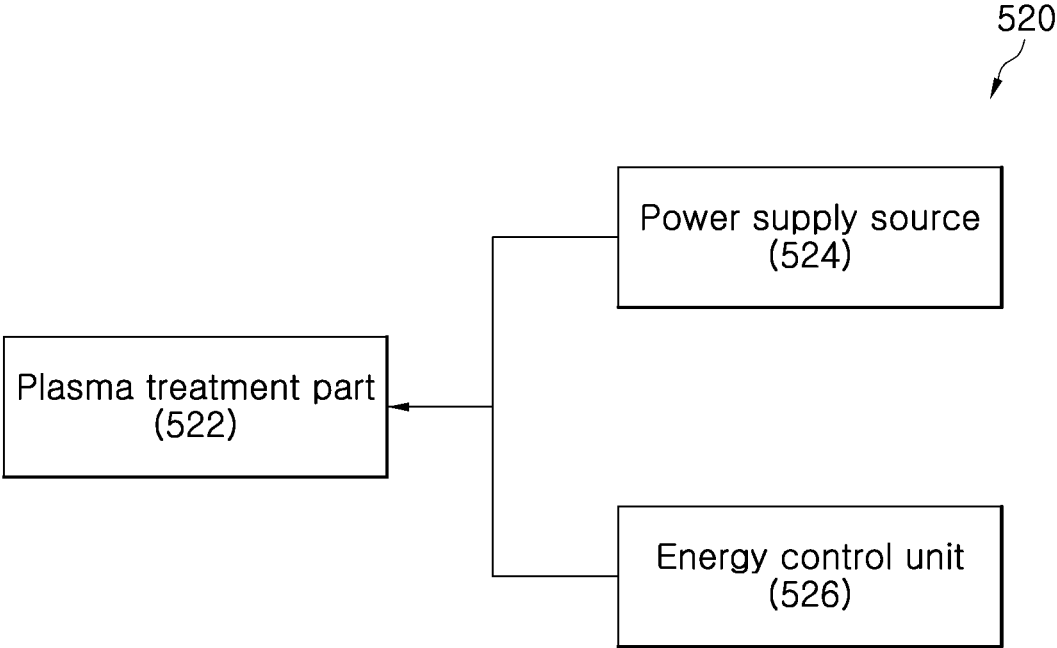 520
Power supply source
(524)
Plasma treatment part
(522)
Energy control unit
(526)